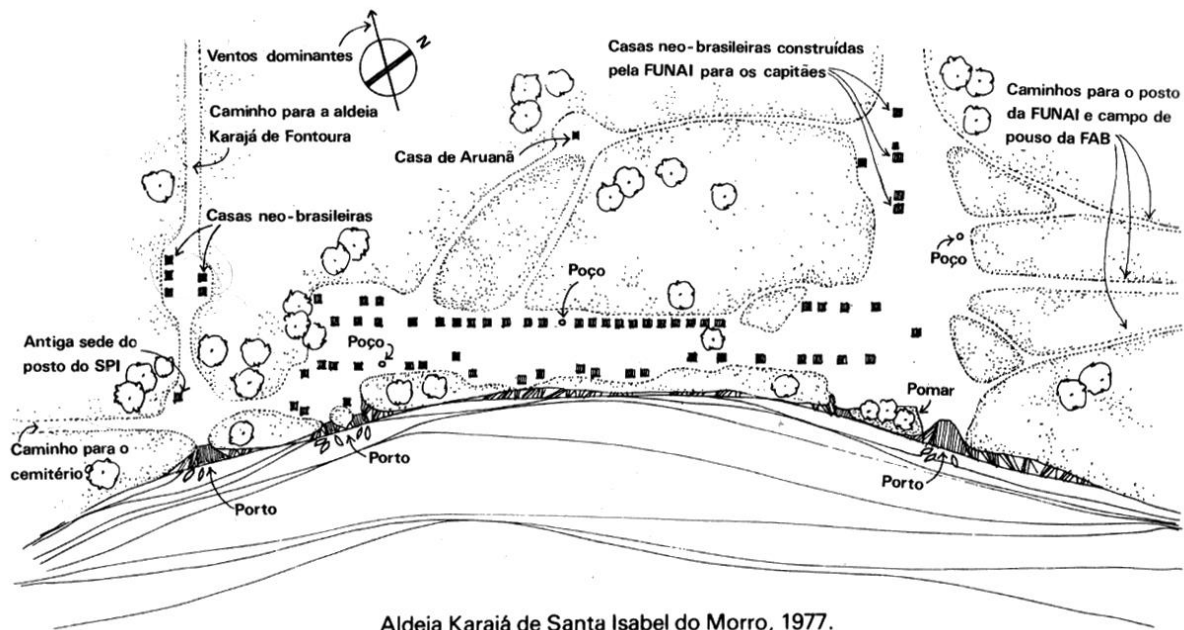 Ventos dominantes
N
Casas neo-brasileiras construídas
pela FUNAI para os capitães
Caminhos para o posto
da FUNAI e campo de
pouso da FAB
Caminho para a aldeia
Karajá de Fontoura
Casa de Aruanã
Casas neo-brasileiras
Poço
Poço
Antiga sede do
posto do SPI
Poço
Pomar
Caminho para o
cemitério
Porto
Porto
Porto
Aldeia Karajá de Santa Isabel do Morro, 1977.